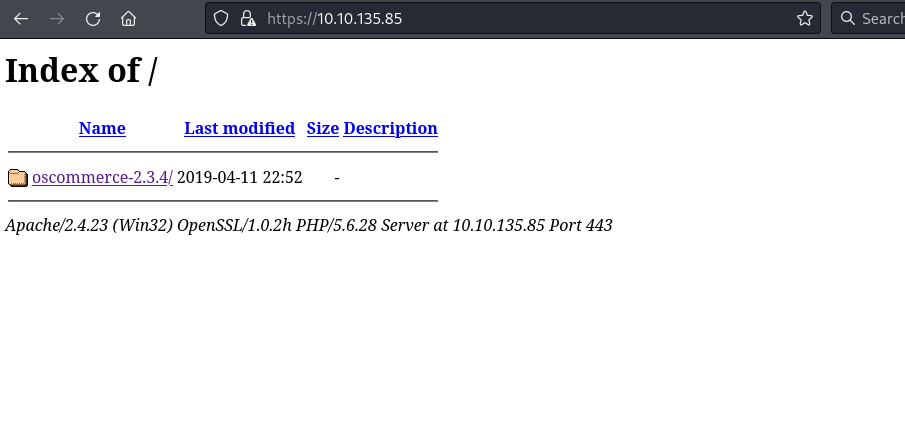 https://10.10.135.85
Search
Index of /
Name Last modified Size Description
oscommerce-2.3.4/ 2019-04-11 22:52 -
Apache/2.4.23 (Win32) OpenSSL/1.0.2h PHP/5.6.28 Server at 10.10.135.85 Port 443